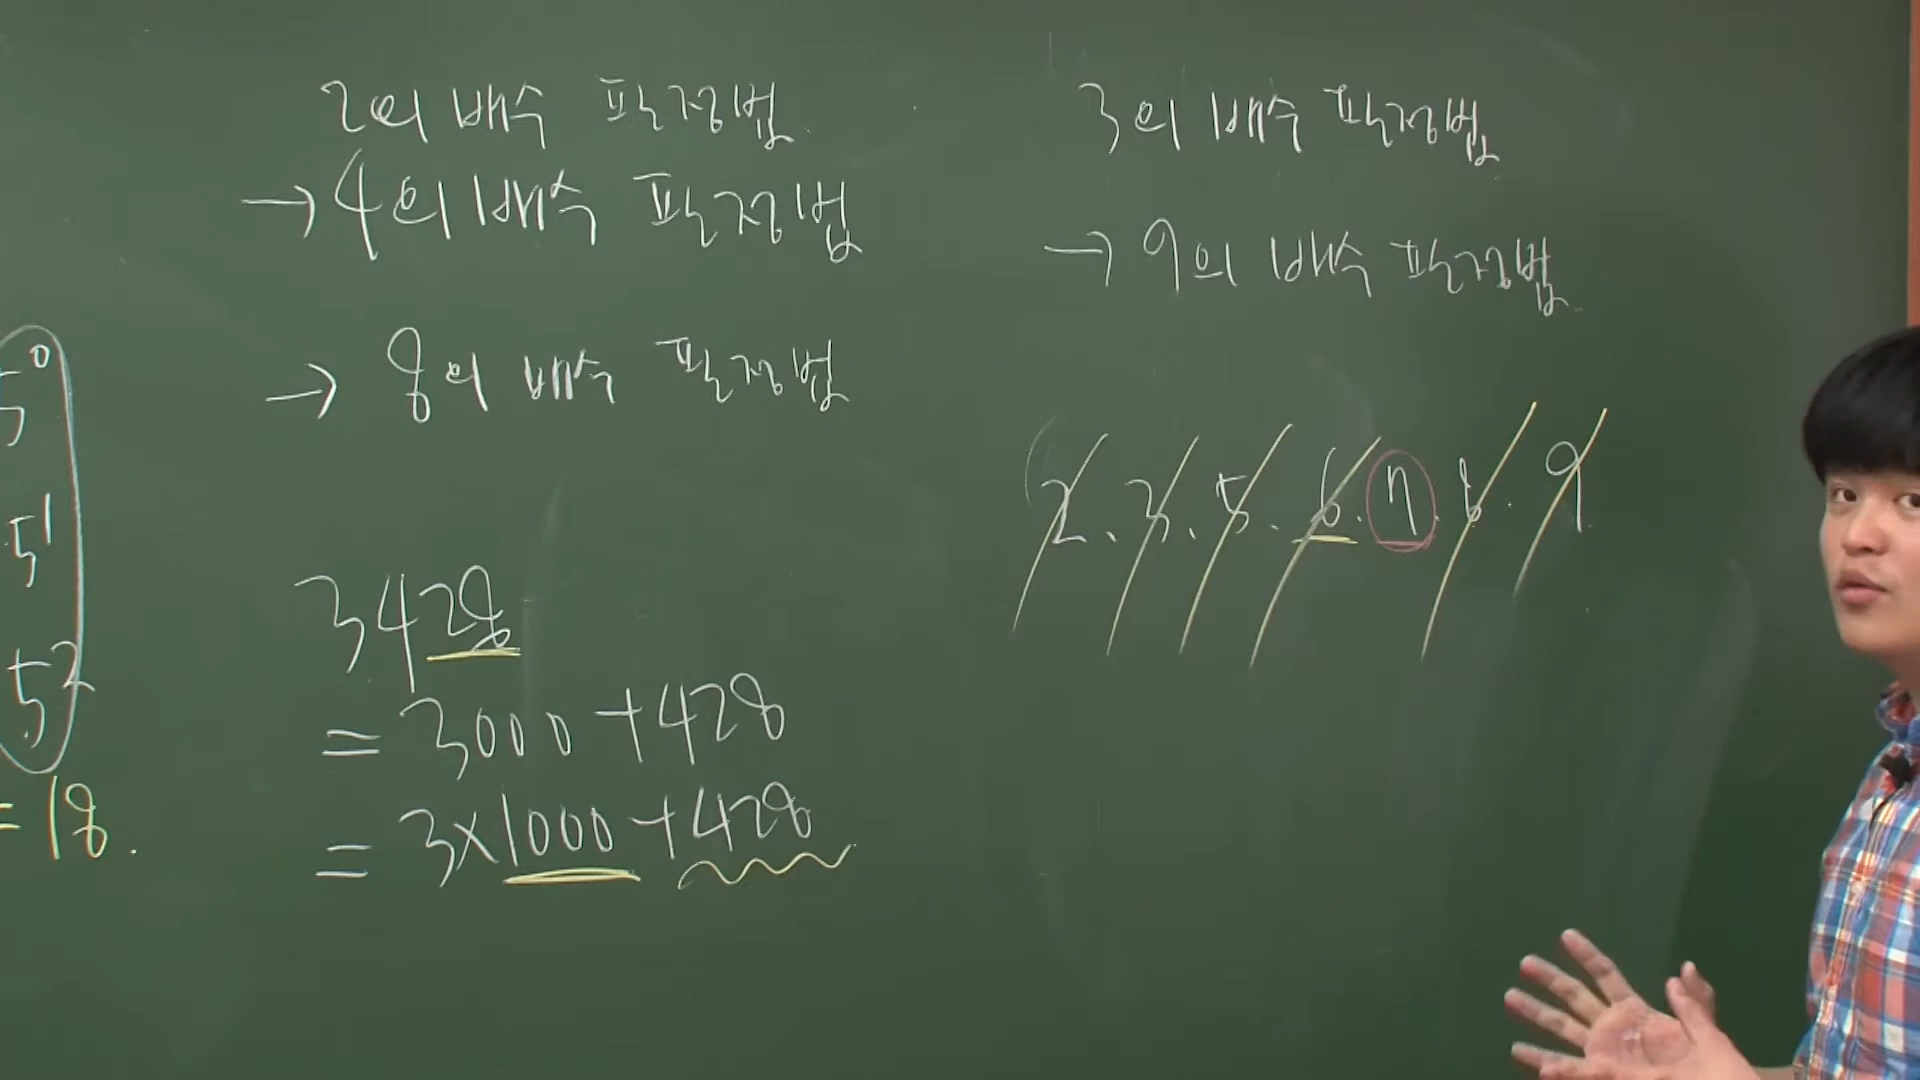 2의 배수 판정법.
→ 4의 배수 판정법
→ 8의 배수 판정법
3428
= 3000+428
= 3×1000+428
3의 배수 판정법
→ 9의 배수 판정법.
2.3.5.6.7.8.9
5⁰
5¹
5²
=18.